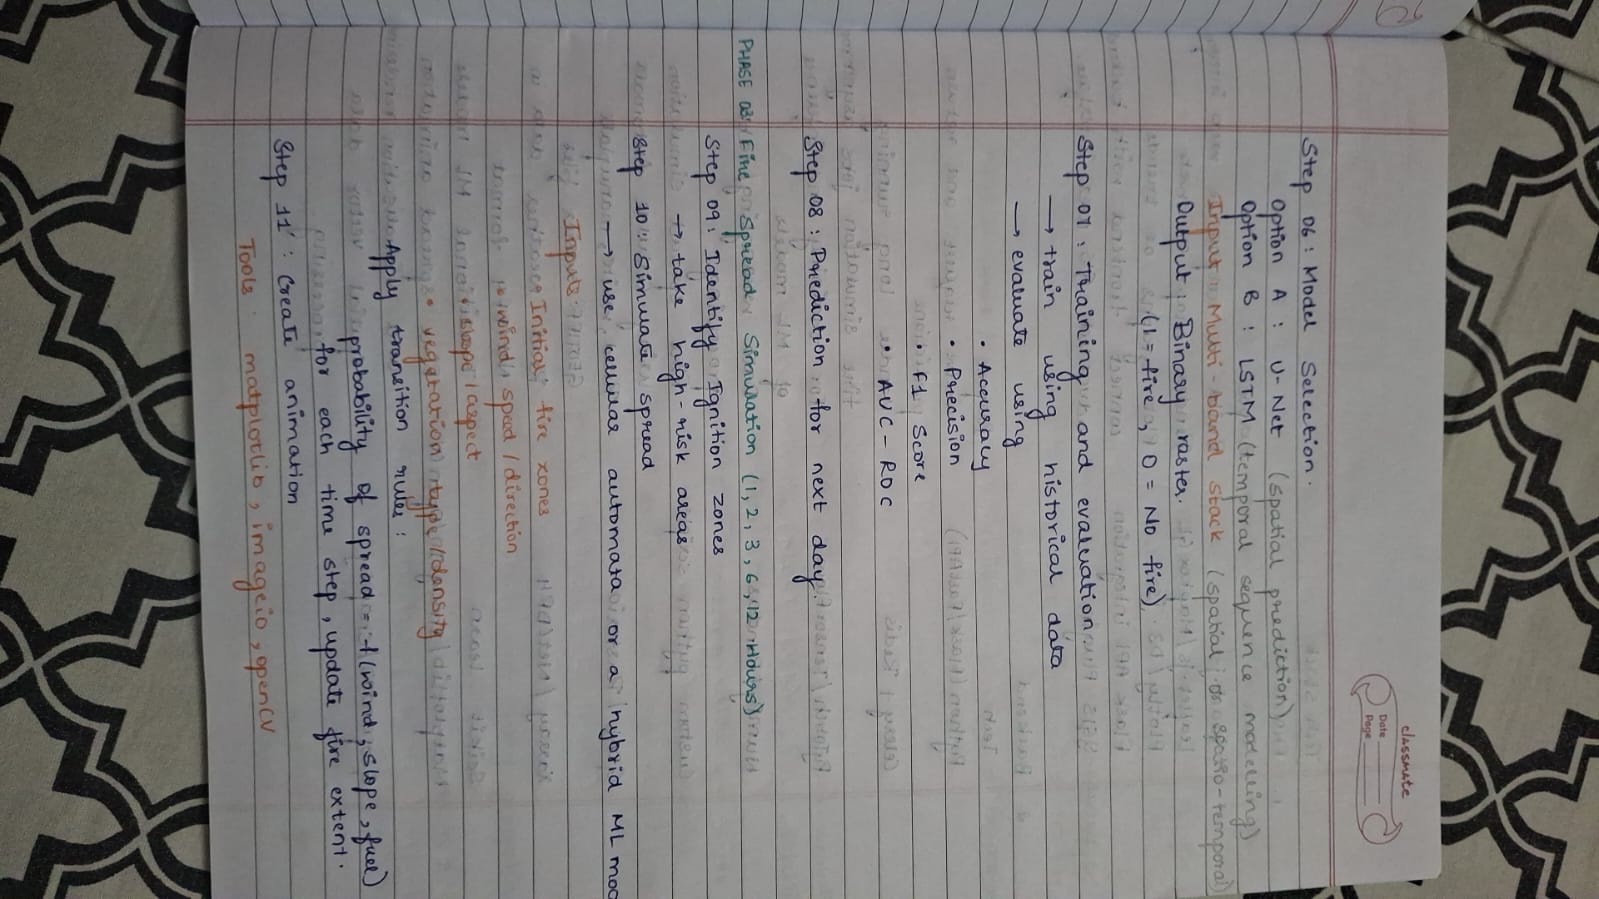 classmate
Date
Page
Step 06 : Model Selection.
Option A : U-Net (spatial prediction)
Option B : LSTM (temporal sequence modelling)
Input : Multi-band stack (spatial or spatio-temporal)
Output : Binary raster.
(1 = fire, 0 = No fire)
Step 07 : Training and evaluation
→ train using historical data
→ evaluate using
• Accuracy
• Precision
• F1 Score
• AUC - ROC
Step 08 : Prediction for next day
PHASE 03 : Fire Spread Simulation (1, 2, 3, 6, 12 Hours)
Step 09 : Identify Ignition zones
→ take high-risk areas
Step 10 : Simulate spread
→ use cellular automata or a hybrid ML mod
Inputs :
• Initial fire zones
• wind speed / direction
• slope / aspect
• vegetation type / density
Apply transition rules :
probability of spread = f (wind, slope, fuel)
for each time step, update fire extent.
Step 11 : Create animation
Tools : matplotlib, imageio, openCV